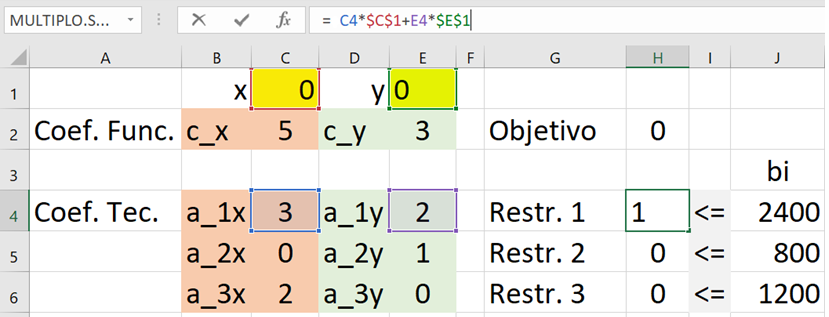 MULTIPLO.S... fx = C4*$C$1+E4*$E$1
A B C D E F G H I J
1 x 0 y 0
2 Coef. Func. c_x 5 c_y 3 Objetivo 0
3 bi
4 Coef. Tec. a_1x 3 a_1y 2 Restr. 1 1 <= 2400
5 a_2x 0 a_2y 1 Restr. 2 0 <= 800
6 a_3x 2 a_3y 0 Restr. 3 0 <= 1200